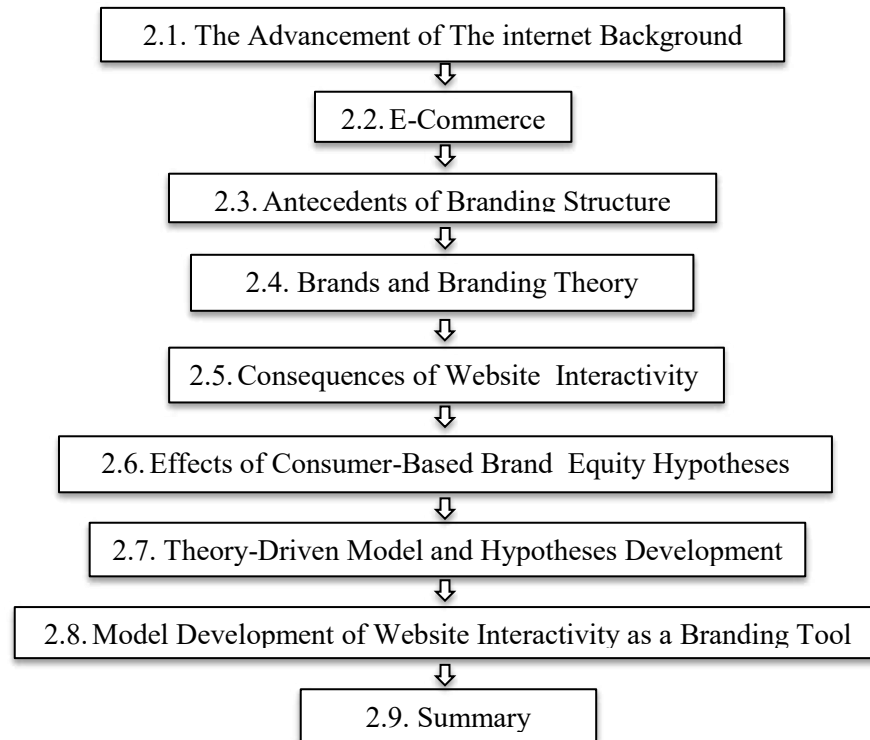 2.1. The Advancement of The internet Background
2.2. E-Commerce
2.3. Antecedents of Branding Structure
2.4. Brands and Branding Theory
2.5. Consequences of Website Interactivity
2.6. Effects of Consumer-Based Brand Equity Hypotheses
2.7. Theory-Driven Model and Hypotheses Development
2.8. Model Development of Website Interactivity as a Branding Tool
2.9. Summary